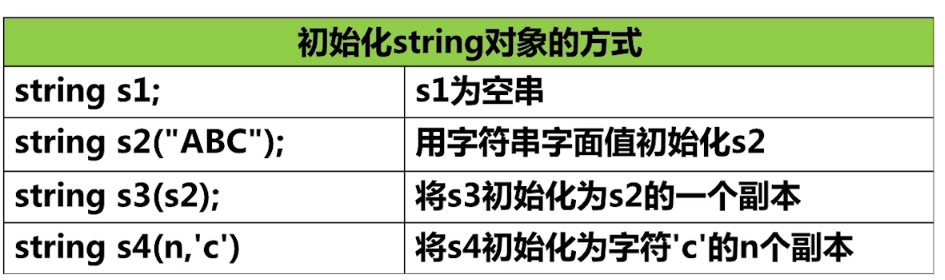 初始化string对象的方式
string s1; s1为空串
string s2("ABC"); 用字符串字面值初始化s2
string s3(s2); 将s3初始化为s2的一个副本
string s4(n,'c') 将s4初始化为字符'c'的n个副本